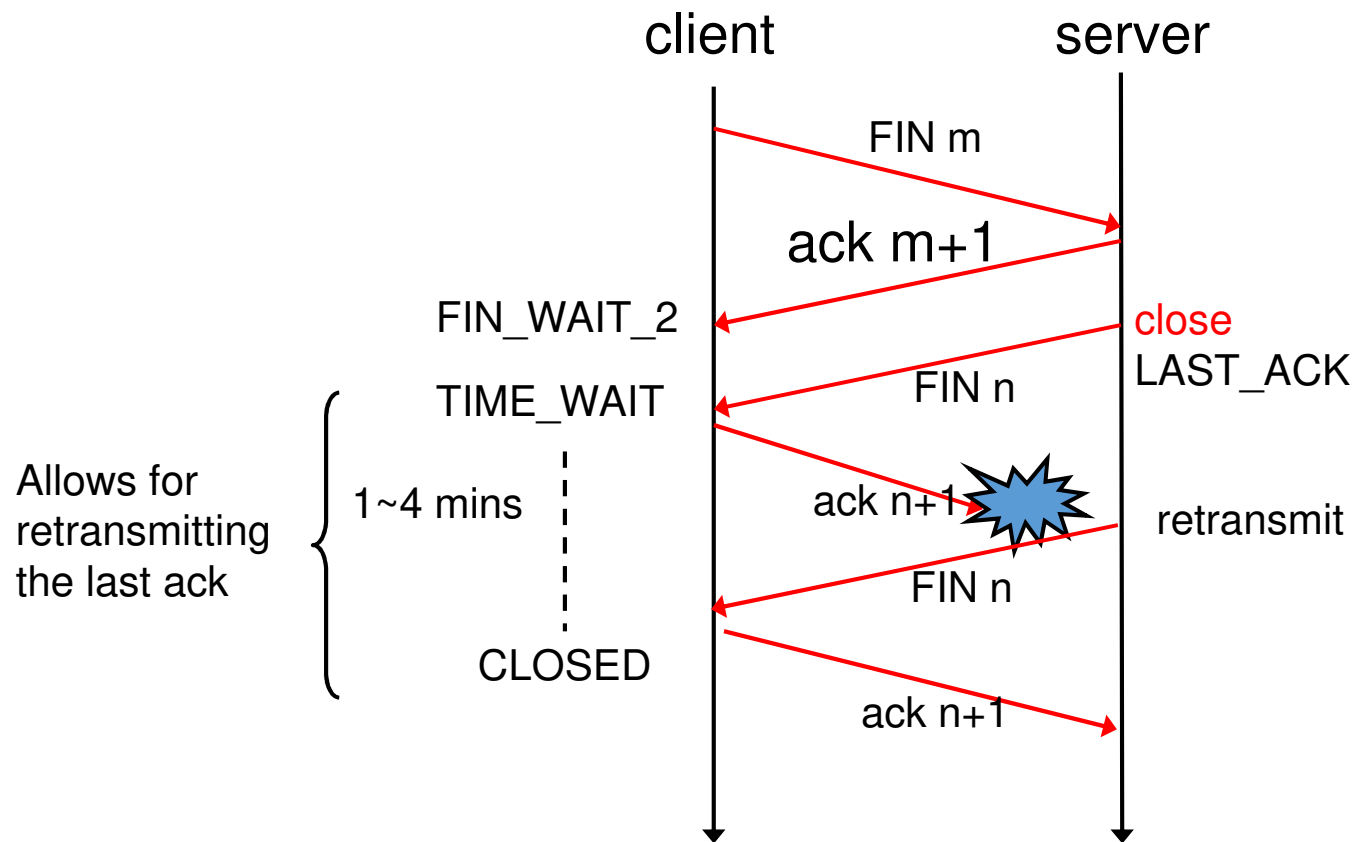 client
server
FIN m
ack m+1
FIN_WAIT_2
close
LAST_ACK
FIN n
TIME_WAIT
Allows for
retransmitting
the last ack
1~4 mins
ack n+1
retransmit
FIN n
CLOSED
ack n+1